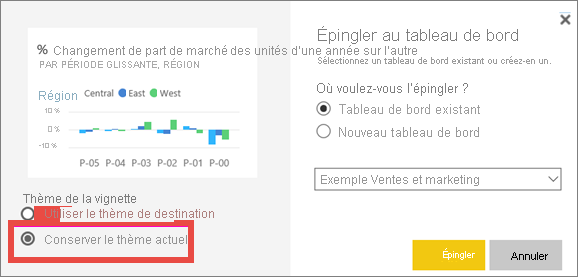 % Changement de part de marché des unités d'une année sur l'autre
PAR PÉRIODE GLISSANTE, RÉGION
Région Central East West
10 %
0 %
-10 %
P-05 P-04 P-03 P-02 P-01 P-00
Thème de la vignette
Utiliser le thème de destination
Conserver le thème actuel
Épingler au tableau de bord
Sélectionnez un tableau de bord existant ou créez-en un.
Où voulez-vous l'épingler ?
Tableau de bord existant
Nouveau tableau de bord
Exemple Ventes et marketing
Épingler
Annuler